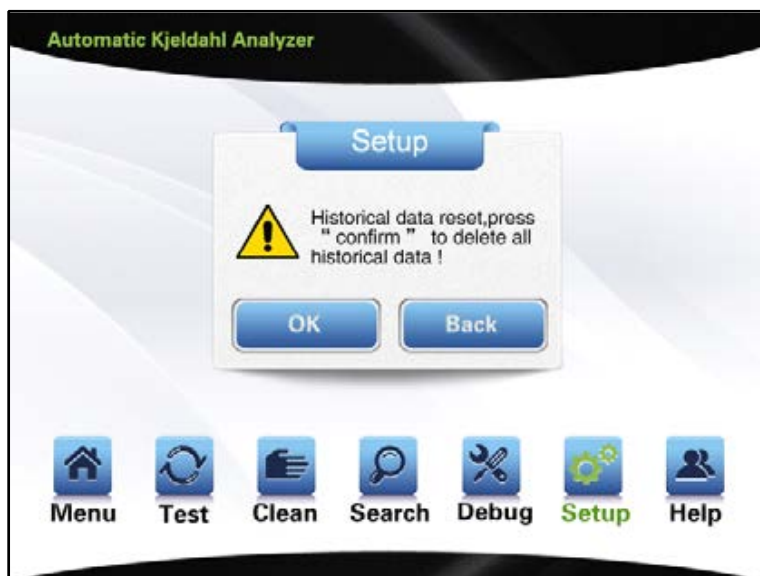 Automatic Kjeldahl Analyzer
Setup
Historical data reset,press
“ confirm ” to delete all
historical data !
OK Back
Menu Test Clean Search Debug Setup Help